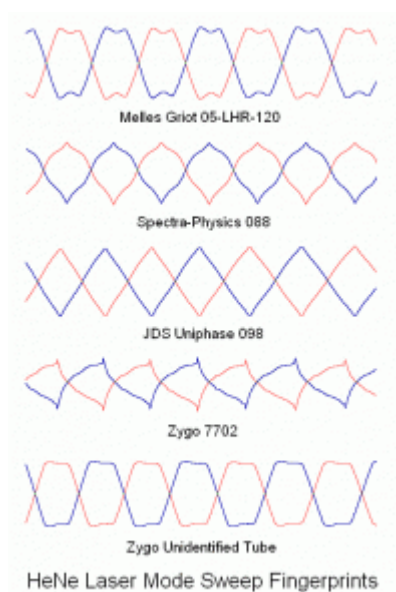 Melles Griot 05-LHR-120
Spectra-Physics 088
JDS Uniphase 098
Zygo 7702
Zygo Unidentified Tube
HeNe Laser Mode Sweep Fingerprints